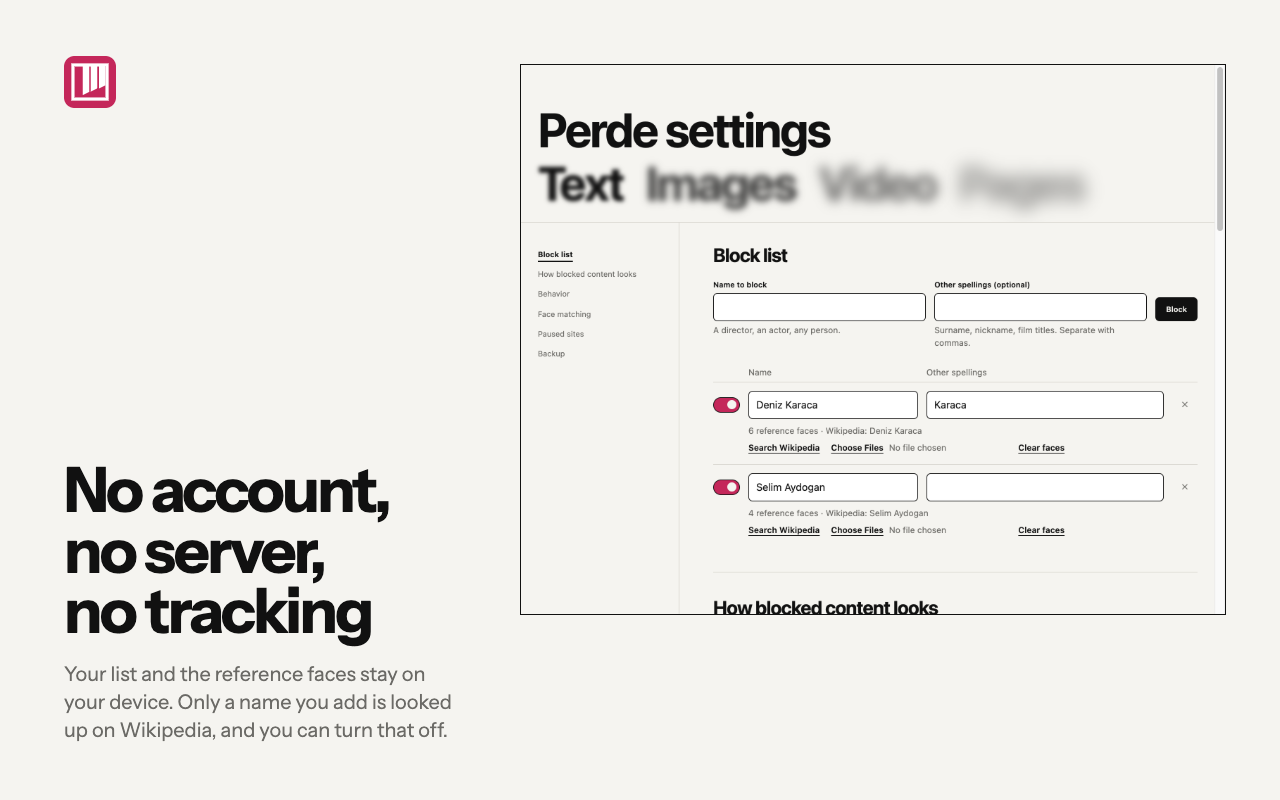 No account,
no server,
no tracking
Your list and the reference faces stay on
your device. Only a name you add is looked
up on Wikipedia, and you can turn that off.
Perde settings
Text Images Video Pages
Block list
How blocked content looks
Behavior
Face matching
Paused sites
Backup
Block list
Name to block
Other spellings (optional)
Block
A director, an actor, any person.
Surname, nickname, film titles. Separate with
commas.
Name Other spellings
Deniz Karaca Karaca ×
6 reference faces · Wikipedia: Deniz Karaca
Search Wikipedia Choose Files No file chosen Clear faces
Selim Aydogan ×
4 reference faces · Wikipedia: Selim Aydogan
Search Wikipedia Choose Files No file chosen Clear faces
How blocked content looks